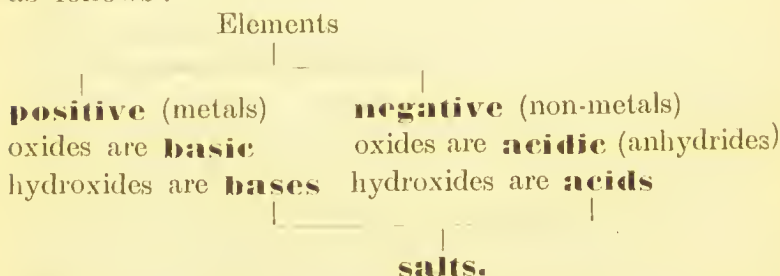 as follows:
Elements
positive (metals) negative (non-metals)
oxides are basic oxides are acidic (anhydrides)
hydroxides are bases hydroxides are acids
salts.